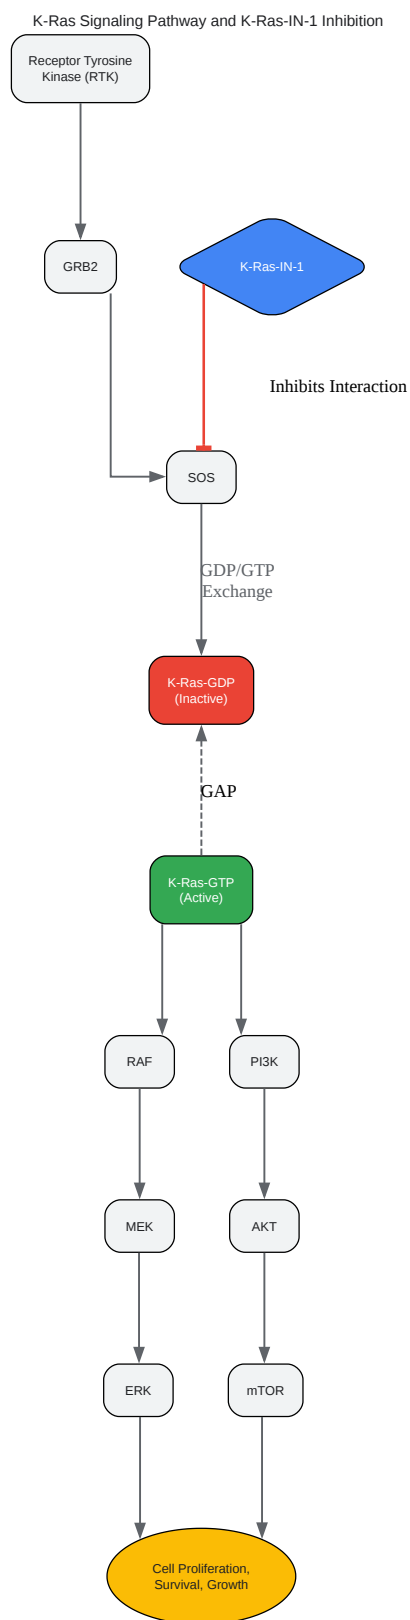 K-Ras Signaling Pathway and K-Ras-IN-1 Inhibition
Receptor Tyrosine
Kinase (RTK)
GRB2
K-Ras-IN-1
Inhibits Interaction
SOS
GDP/GTP
Exchange
K-Ras-GDP
(Inactive)
GAP
K-Ras-GTP
(Active)
RAF
PI3K
MEK
AKT
ERK
mTOR
Cell Proliferation,
Survival, Growth